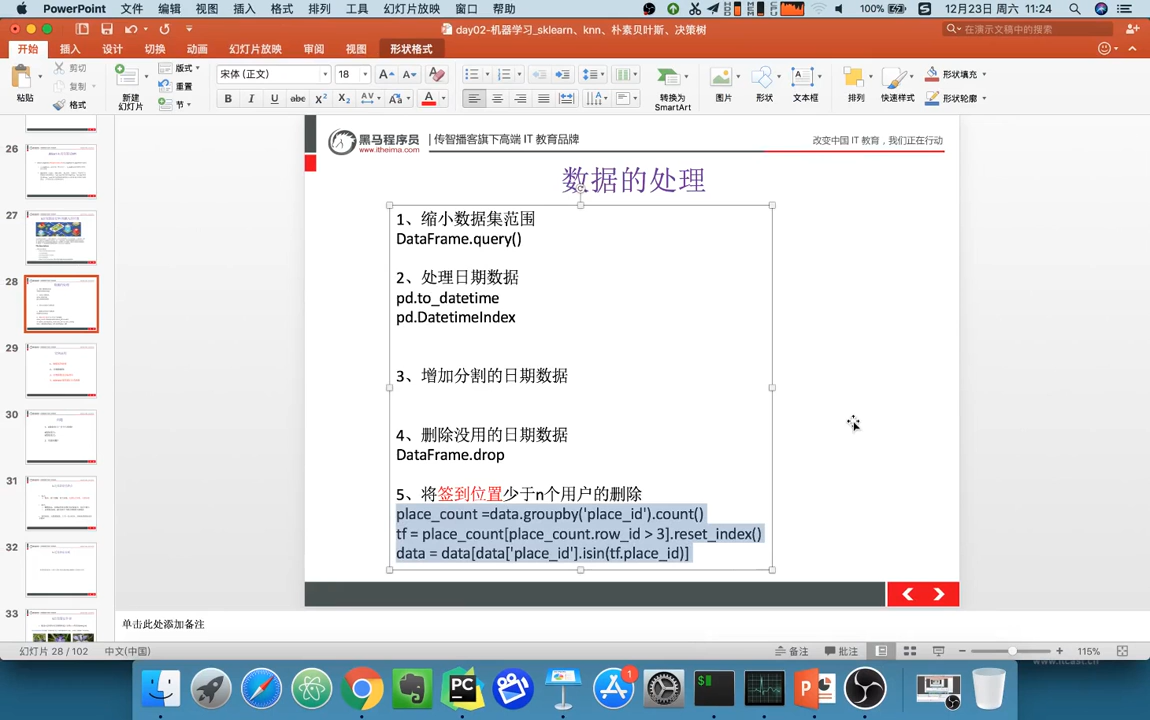 PowerPoint 文件 编辑 视图 插入 格式 排列 工具 幻灯片放映 窗口 帮助 100% 12月23日 周六 11:24
day02-机器学习_sklearn、knn、朴素贝叶斯、决策树
在演示文稿中的搜索
开始 插入 设计 切换 动画 幻灯片放映 审阅 视图 形状格式
粘贴 剪切 复制 格式 新建幻灯片 版式 重置 节 宋体 (正文) 18 转换为 SmartArt 图片 形状 文本框 排列 快速样式 形状填充 形状轮廓
B I U abc X² X₂ AV Aa A
26
27
28
29
30
31
32
33
黑马程序员 www.itheima.com | 传智播客旗下高端 IT 教育品牌
改变中国 IT 教育，我们正在行动
数据的处理
1、缩小数据集范围
DataFrame.query()
2、处理日期数据
pd.to_datetime
pd.DatetimeIndex
3、增加分割的日期数据
4、删除没用的日期数据
DataFrame.drop
5、将签到位置少于n个用户的删除
place_count =data.groupby('place_id').count()
tf = place_count[place_count.row_id > 3].reset_index()
data = data[data['place_id'].isin(tf.place_id)]
单击此处添加备注
幻灯片 28 / 102 中文(中国) 备注 批注 115%